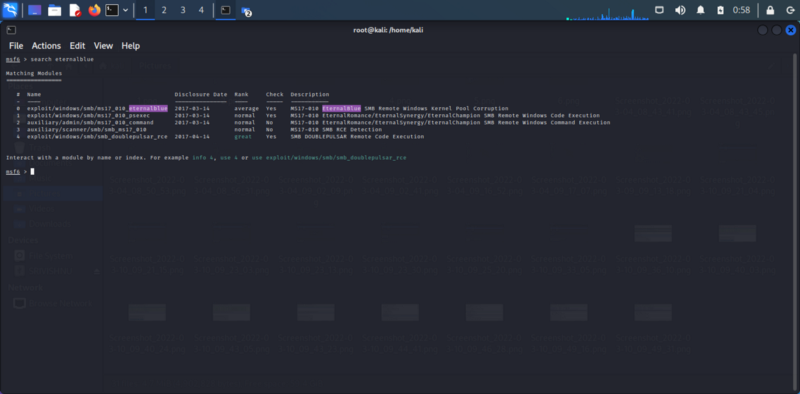 1 2 3 4 2 0:58
root@kali: /home/kali
File Actions Edit View Help
msf6 > search eternalblue
Matching Modules
================
# Name Disclosure Date Rank Check Description
- ---- --------------- ---- ----- -----------
0 exploit/windows/smb/ms17_010_eternalblue 2017-03-14 average Yes MS17-010 EternalBlue SMB Remote Windows Kernel Pool Corruption
1 exploit/windows/smb/ms17_010_psexec 2017-03-14 normal Yes MS17-010 EternalRomance/EternalSynergy/EternalChampion SMB Remote Windows Code Execution
2 auxiliary/admin/smb/ms17_010_command 2017-03-14 normal No MS17-010 EternalRomance/EternalSynergy/EternalChampion SMB Remote Windows Command Execution
3 auxiliary/scanner/smb/smb_ms17_010 normal No MS17-010 SMB RCE Detection
4 exploit/windows/smb/smb_doublepulsar_rce 2017-04-14 great Yes SMB DOUBLEPULSAR Remote Code Execution
Interact with a module by name or index. For example info 4, use 4 or use exploit/windows/smb/smb_doublepulsar_rce
msf6 >